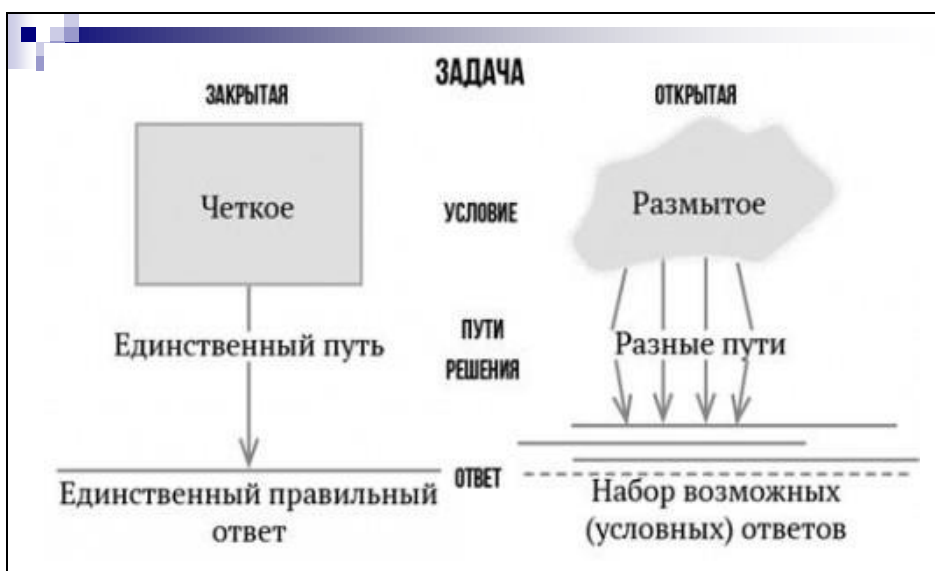 ЗАДАЧА
ЗАКРЫТАЯ
ОТКРЫТАЯ
Четкое
УСЛОВИЕ
Размытое
Единственный путь
ПУТИ
РЕШЕНИЯ
Разные пути
Единственный правильный
ответ
ОТВЕТ
Набор возможных
(условных) ответов